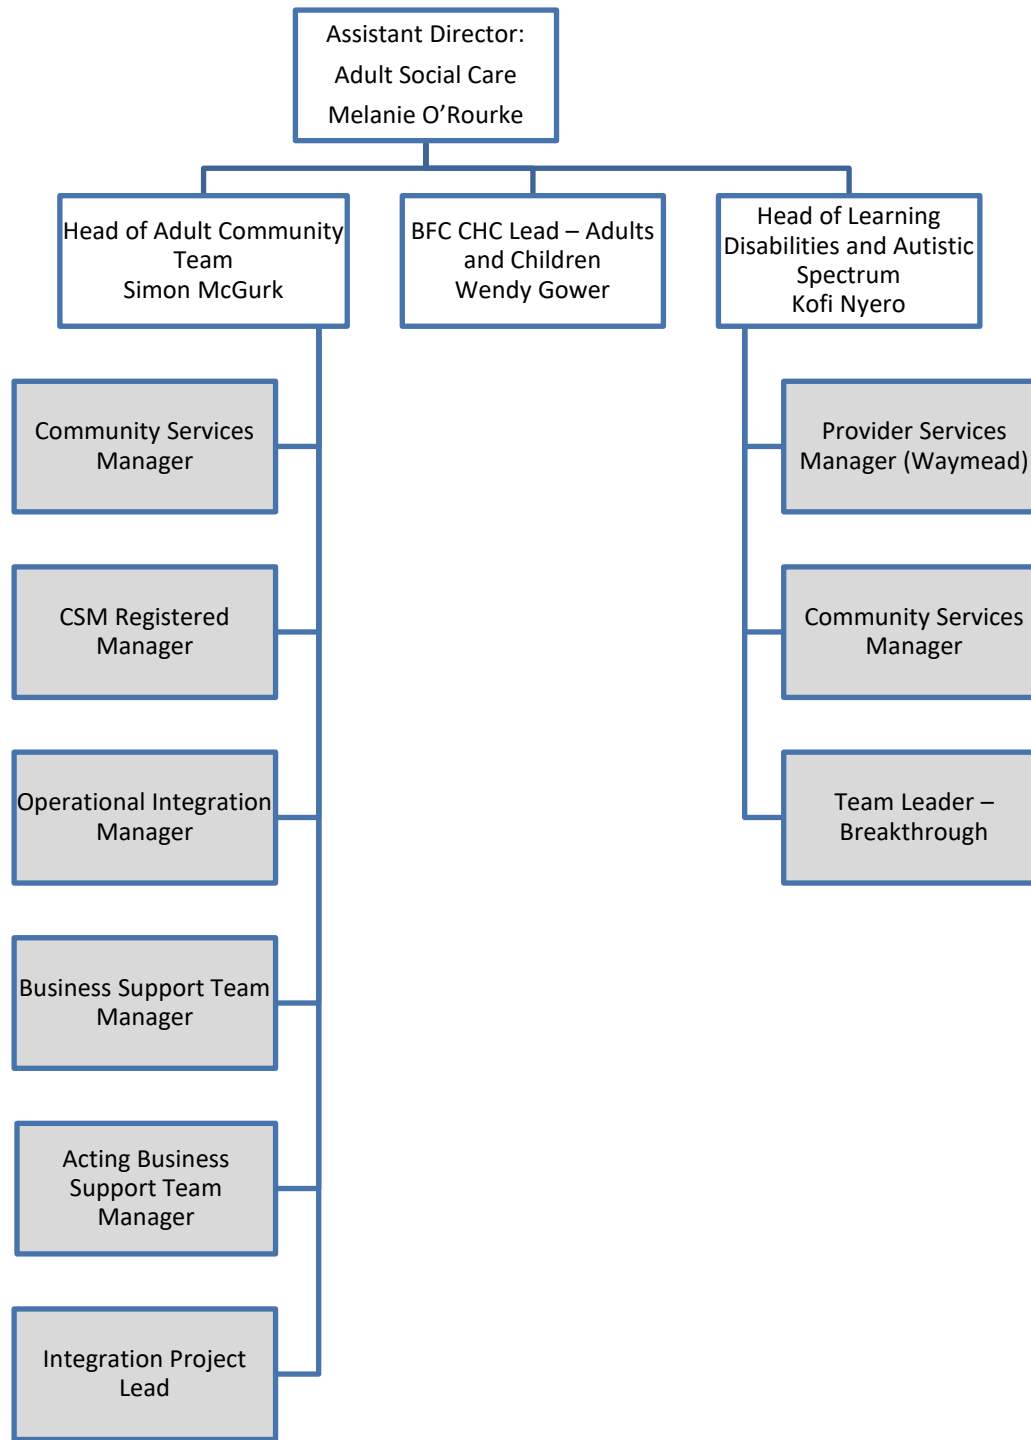 Assistant Director:
Adult Social Care
Melanie O’Rourke
Head of Adult Community
Team
Simon McGurk
BFC CHC Lead – Adults
and Children
Wendy Gower
Head of Learning
Disabilities and Autistic
Spectrum
Kofi Nyero
Community Services
Manager
CSM Registered
Manager
Operational Integration
Manager
Business Support Team
Manager
Acting Business
Support Team
Manager
Integration Project
Lead
Provider Services
Manager (Waymead)
Community Services
Manager
Team Leader –
Breakthrough